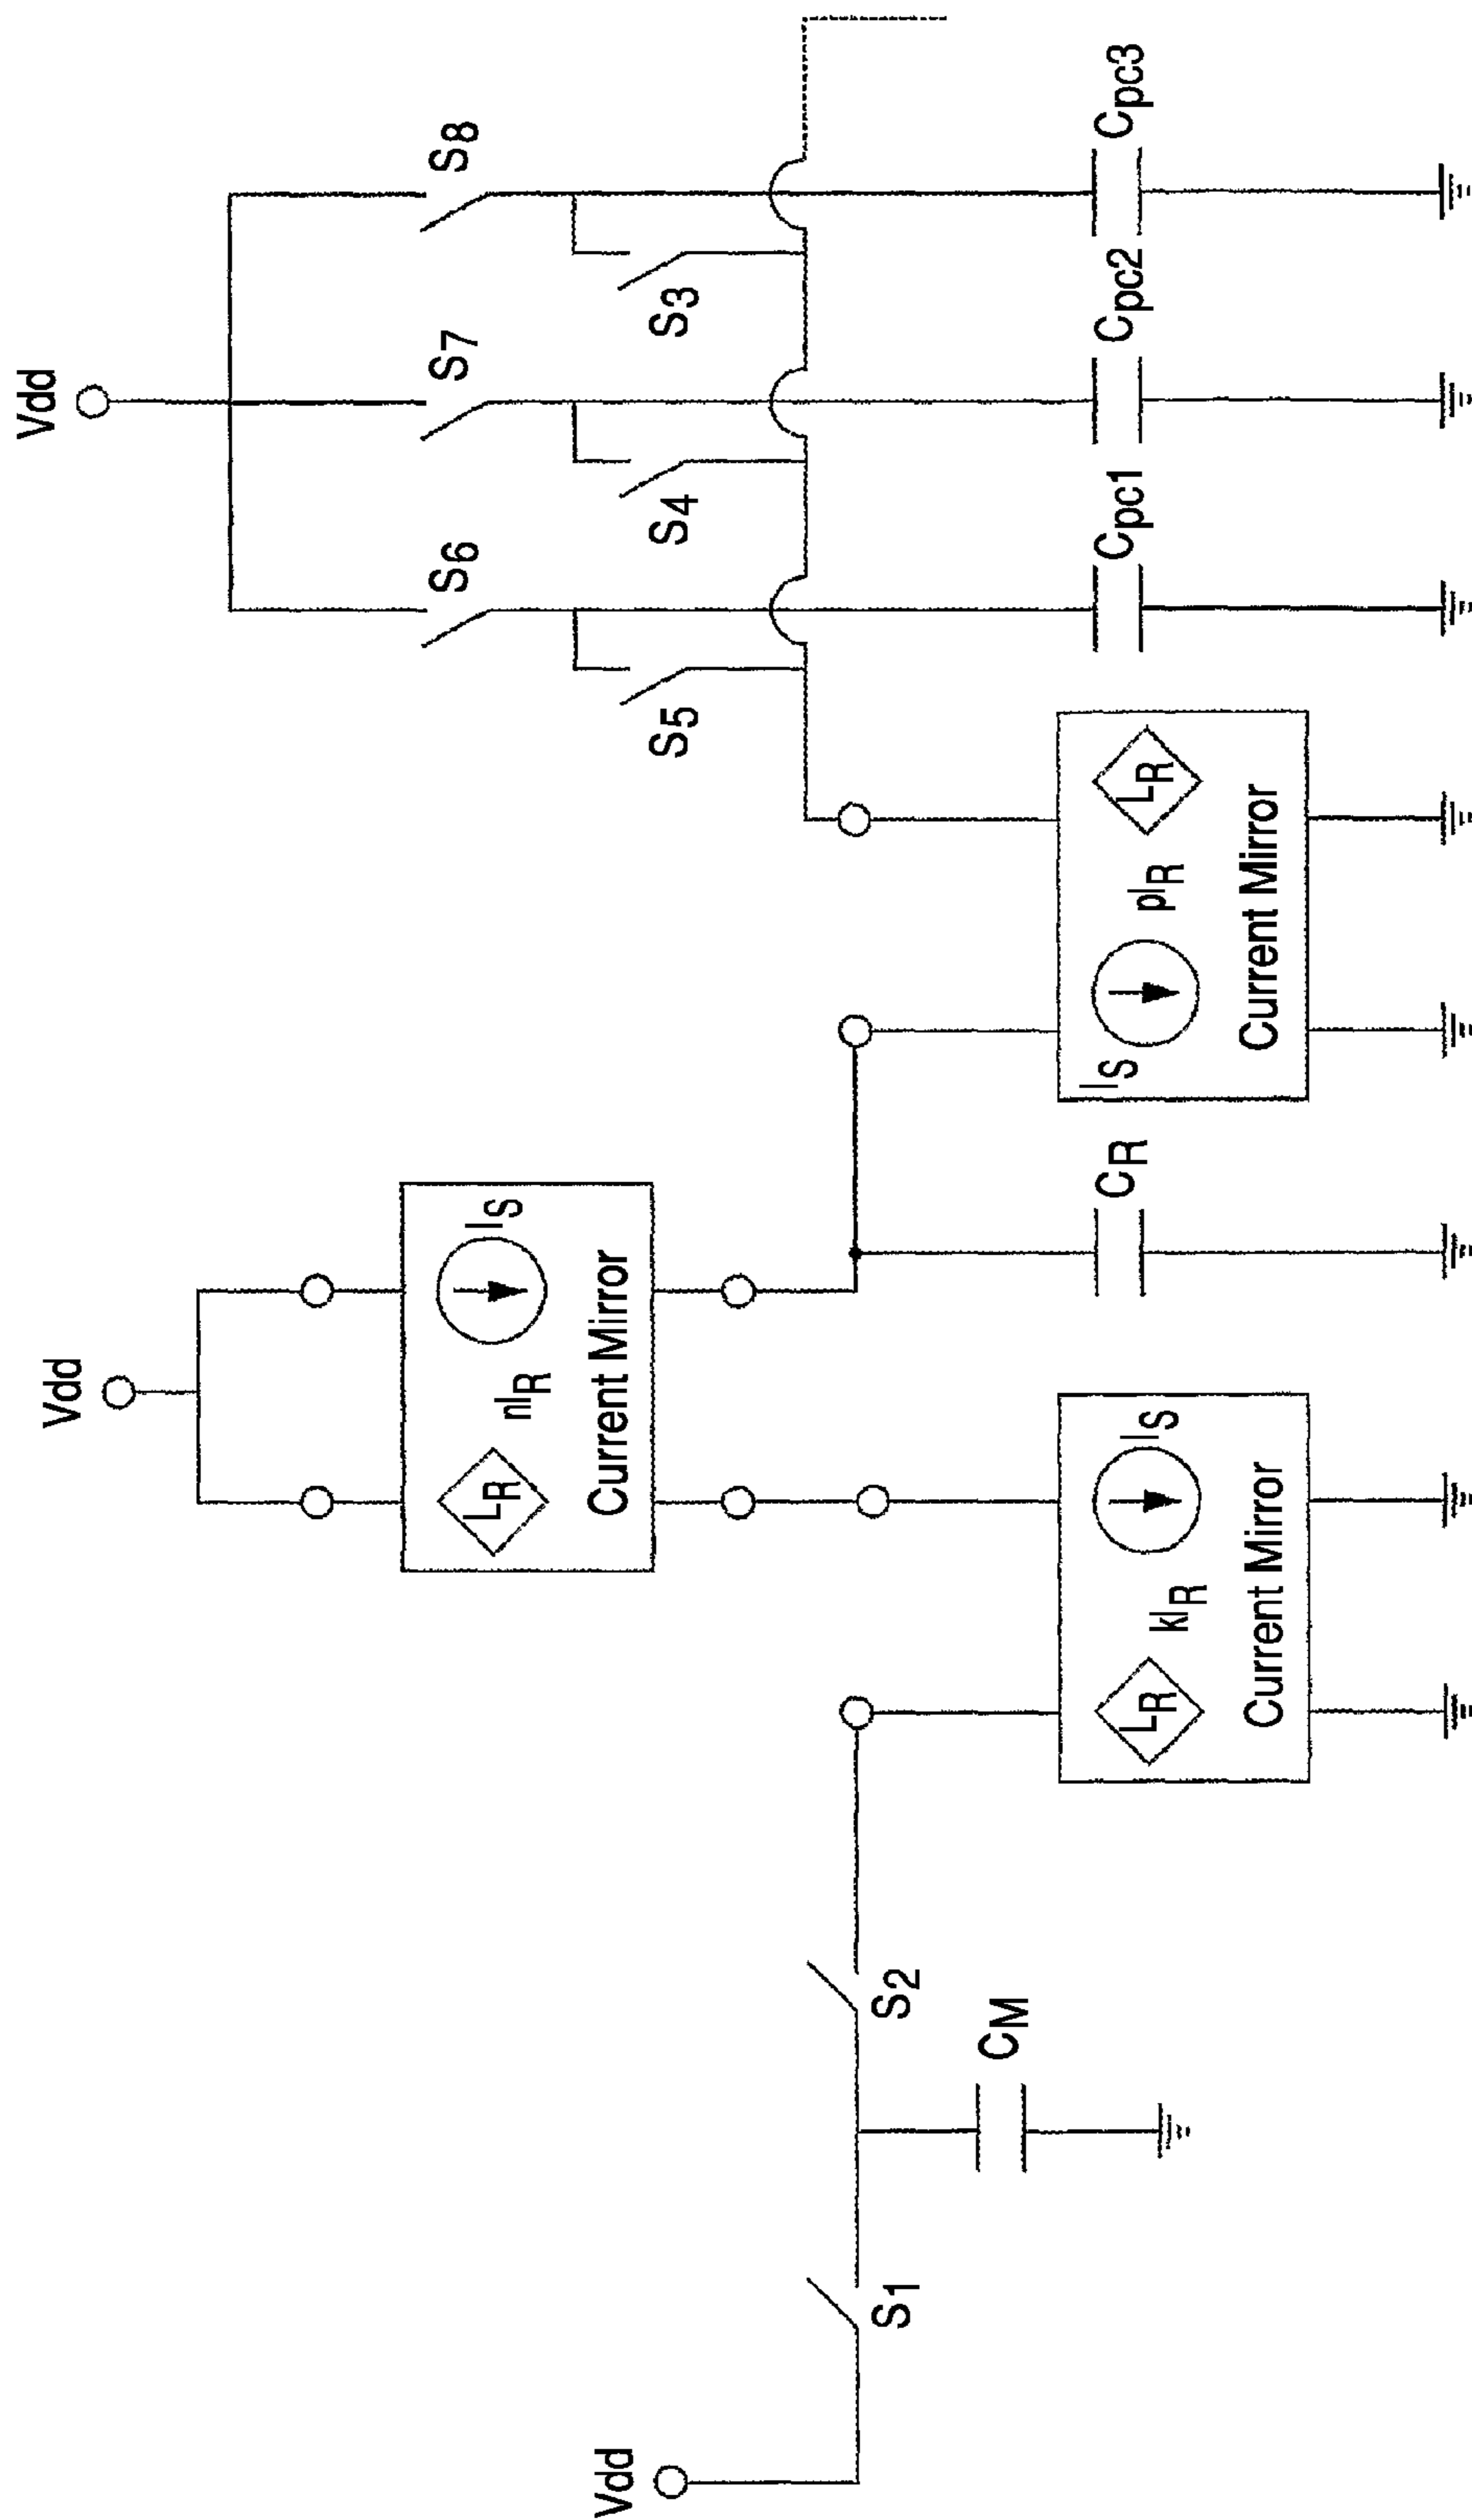 Vdd
Vdd
S6
S7
S8
LR
nIR
IS
Current Mirror
Vdd
S5
S4
S3
S1
S2
CM
LR
kIR
IS
Current Mirror
CR
IS
pIR
LR
Current Mirror
Cpc1
Cpc2
Cpc3